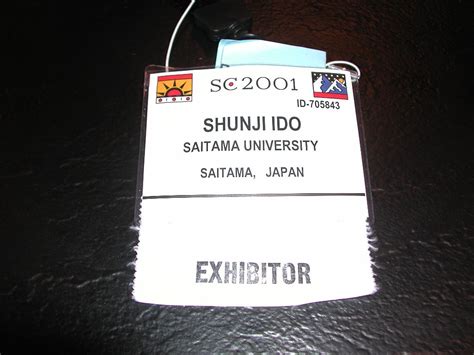 SC2001
ID-705843
SHUNJI IDO
SAITAMA UNIVERSITY
SAITAMA, JAPAN
EXHIBITOR